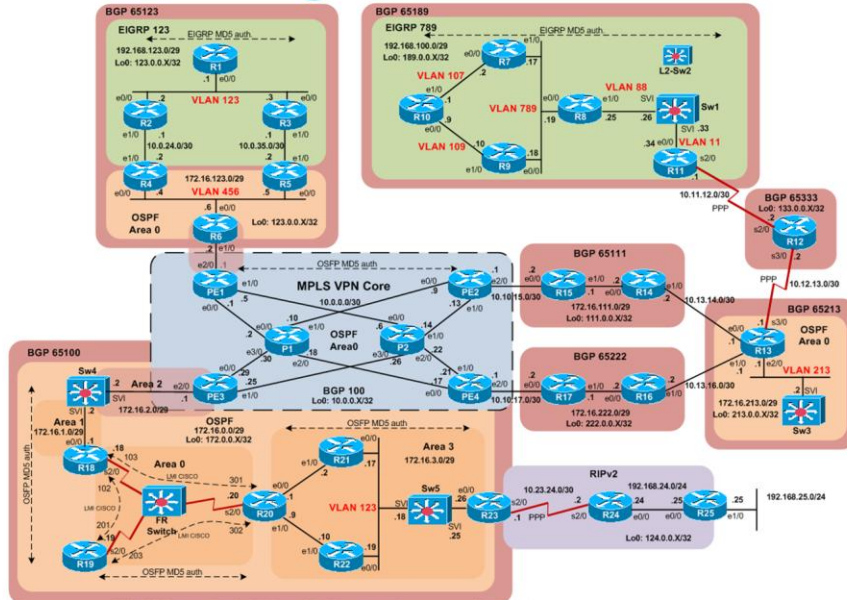 BGP 65123
EIGRP 123
EIGRP MD5 auth.
192.168.123.0/29
Lo0: 123.0.0.X/32
R1
.1
e0/0
e0/0
.2
VLAN 123
.3
e0/0
R2
R3
e1/0
.1
.1
e1/0
10.0.24.0/30
10.0.35.0/30
e1/0
.2
.2
e1/0
R4
172.16.123.0/29
R5
e0/0
.4
VLAN 456
.5
e0/0
OSPF
Area 0
.6
e0/0
Lo0: 123.0.0.X/32
R6
.2
e1/0
e2/0
.1
BGP 65189
EIGRP 789
EIGRP MD5 auth.
192.168.100.0/29
Lo0: 189.0.0.X/32
e1/0
R7
e0/0
.17
.2
L2-Sw2
VLAN 107
VLAN 88
e1/0
.1
R10
.9
e0/0
VLAN 789
e0/0
R8
e1/0
SVI
Sw1
.19
.25
.26
SVI
.33
VLAN 109
.10
.34
e0/0
VLAN 11
e1/0
R9
.18
e0/0
R11
s2/0
.1
10.11.12.0/30
PPP
BGP 65333
Lo0: 133.0.0.X/32
.2
s2/0
R12
s3/0
.2
PPP
10.12.13.0/30
OSPF MD5 auth.
MPLS VPN Core
PE1
e1/0
.1
.5
10.0.0.0/30
.1
PE2
e2/0
.9
.13
e1/0
10.10.15.0/30
.2
.10
P1
OSPF
Area0
.6
.14
P2
e1/0
.30
.18
.26
.22
.29
.25
e1/0
PE3
e2/0
.1
.21
.17
e1/0
PE4
.1
e2/0
10.10.17.0/30
BGP 100
Lo0: 10.0.0.X/32
BGP 65111
.2
e0/0
R15
e1/0
.1
e0/0
R14
e1/0
.2
172.16.111.0/29
Lo0: 111.0.0.X/32
10.13.14.0/30
BGP 65222
.2
e0/0
R17
e1/0
.1
e0/0
.2
R16
e1/0
172.16.222.0/29
Lo0: 222.0.0.X/32
10.13.16.0/30
BGP 65213
OSPF
Area 0
s3/0
.1
R13
e1/0
.1
VLAN 213
172.16.213.0/29
Lo0: 213.0.0.X/32
.2
SVI
Sw3
BGP 65100
Sw4
.2
SVI
Area 2
172.16.2.0/29
SVI
.2
172.16.1.0/29
Area 1
.1
e0/0
R18
.18
103
s2/0
OSPF
172.16.0.0/29
Lo0: 172.0.0.X/32
OSFP MD5 auth.
OSFP MD5 auth
LMI CISCO
301
Area 0
102
LMI CISCO
201
FR
Switch
.20
s2/0
R20
302
LMI CISCO
.19
s2/0
203
R19
OSFP MD5 auth
Area 3
172.16.3.0/29
e0/0
.1
.9
e1/0
R21
.2
.17
e0/0
e1/0
VLAN 123
SVI
Sw5
.18
SVI
.25
.10
R22
.19
e1/0
e0/0
.26
e0/0
R23
s2/0
.1
RIPv2
10.23.24.0/30
PPP
.2
s2/0
192.168.24.0/24
R24
.24
e0/0
.25
e0/0
R25
.25
e1/0
192.168.25.0/24
Lo0: 124.0.0.X/32